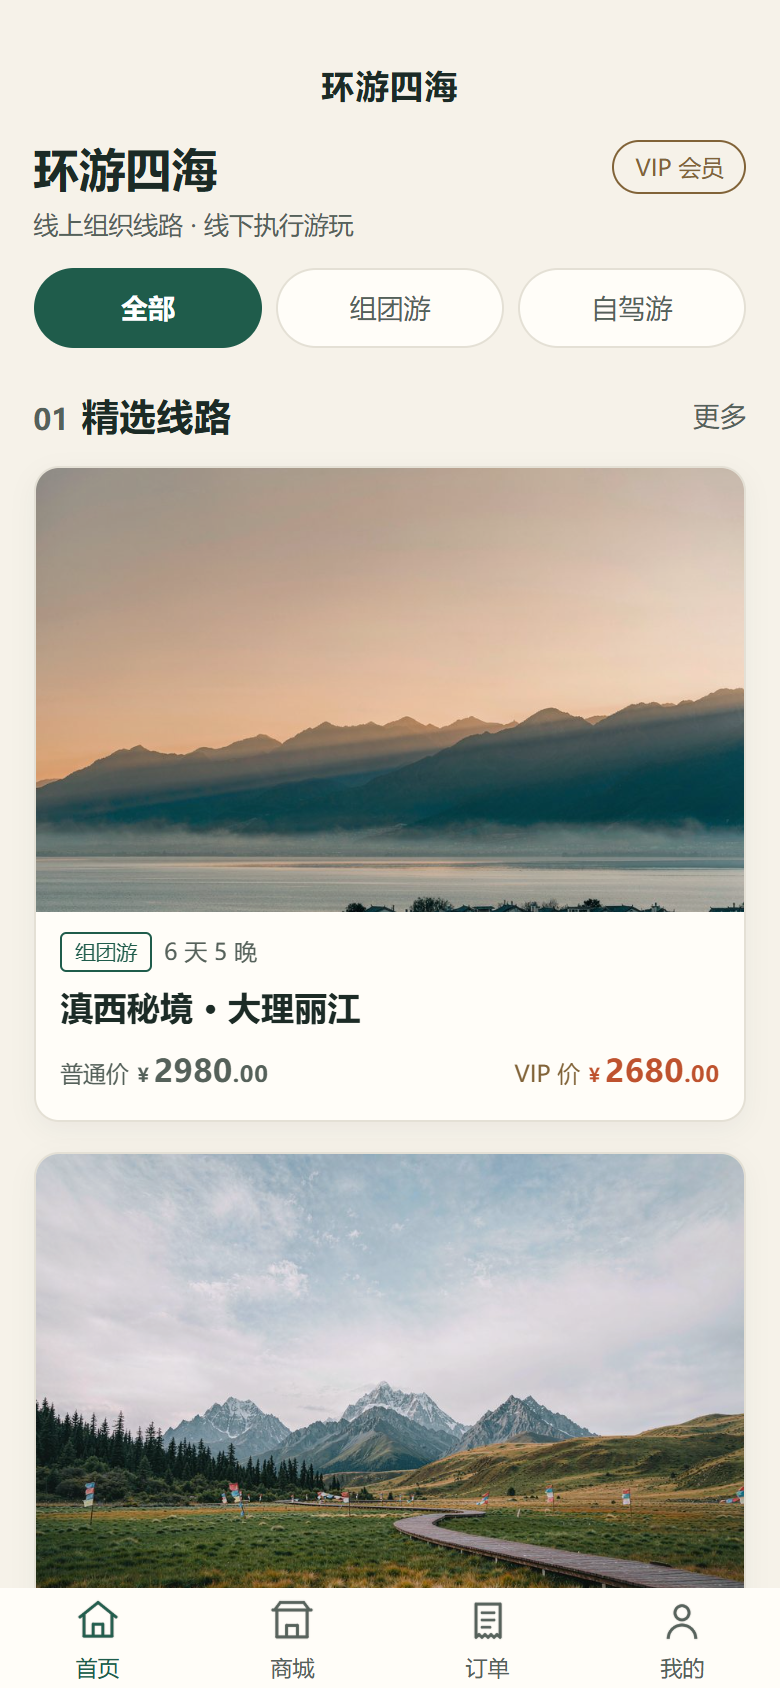 环游四海
环游四海
VIP 会员
线上组织线路 · 线下执行游玩
全部 组团游 自驾游
01 精选线路 更多
组团游 6 天 5 晚
滇西秘境 · 大理丽江
普通价 ¥2980.00 VIP 价 ¥2680.00
首页 商城 订单 我的